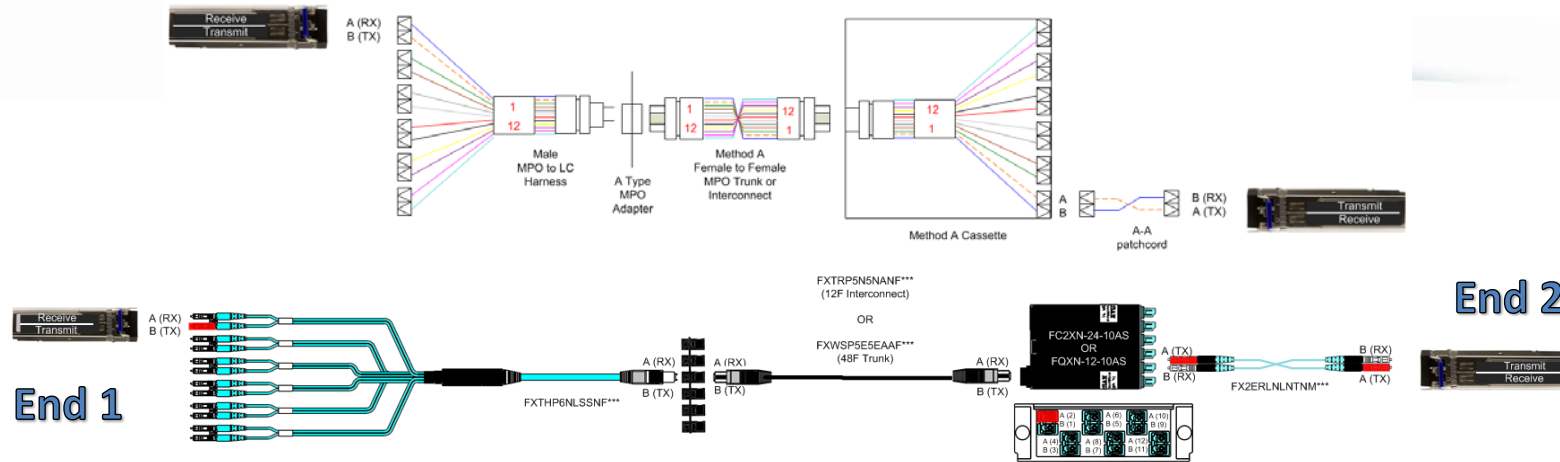 Receive
Transmit
A (RX)
B (TX)
1
12
Male
MPO to LC
Harness
A Type
MPO
Adapter
1
12
12
1
Method A
Female to Female
MPO Trunk or
Interconnect
12
1
Method A Cassette
A
B
B (RX)
A (TX)
A-A
patchcord
Transmit
Receive
End 1
Receive
Transmit
A (RX)
B (TX)
FXTHP6NLSSNF***
A (RX)
B (TX)
A (RX)
B (TX)
FXTRP5N5NANF***
(12F Interconnect)
OR
FXWSP5E5EAAF***
(48F Trunk)
A (RX)
B (TX)
FC2XN-24-10AS
OR
FQXN-12-10AS
A (TX)
B (RX)
FX2ERLNLNTNM***
B (RX)
A (TX)
A (2)
B (1)
A (6)
B (5)
A (10)
B (9)
A (4)
B (3)
A (8)
B (7)
A (12)
B (11)
End 2
Transmit
Receive